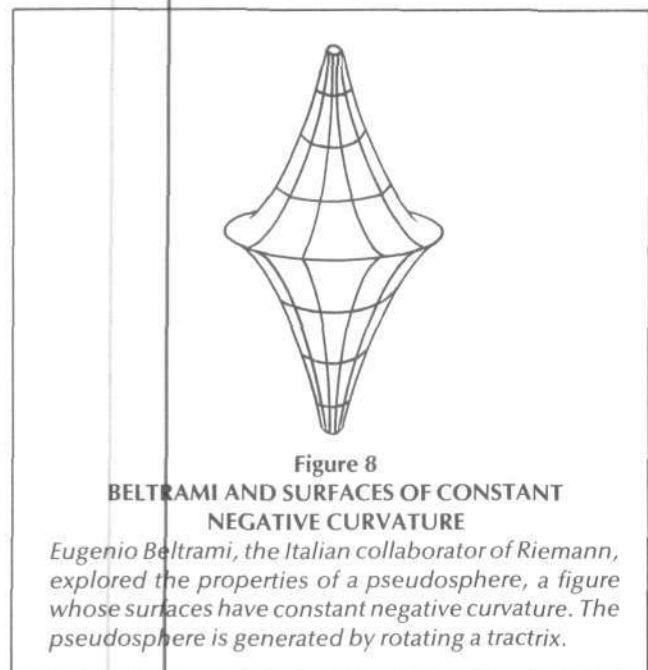 Figure 8
BELTRAMI AND SURFACES OF CONSTANT
NEGATIVE CURVATURE
Eugenio Beltrami, the Italian collaborator of Riemann,
explored the properties of a pseudosphere, a figure
whose surfaces have constant negative curvature. The
pseudosphere is generated by rotating a tractrix.